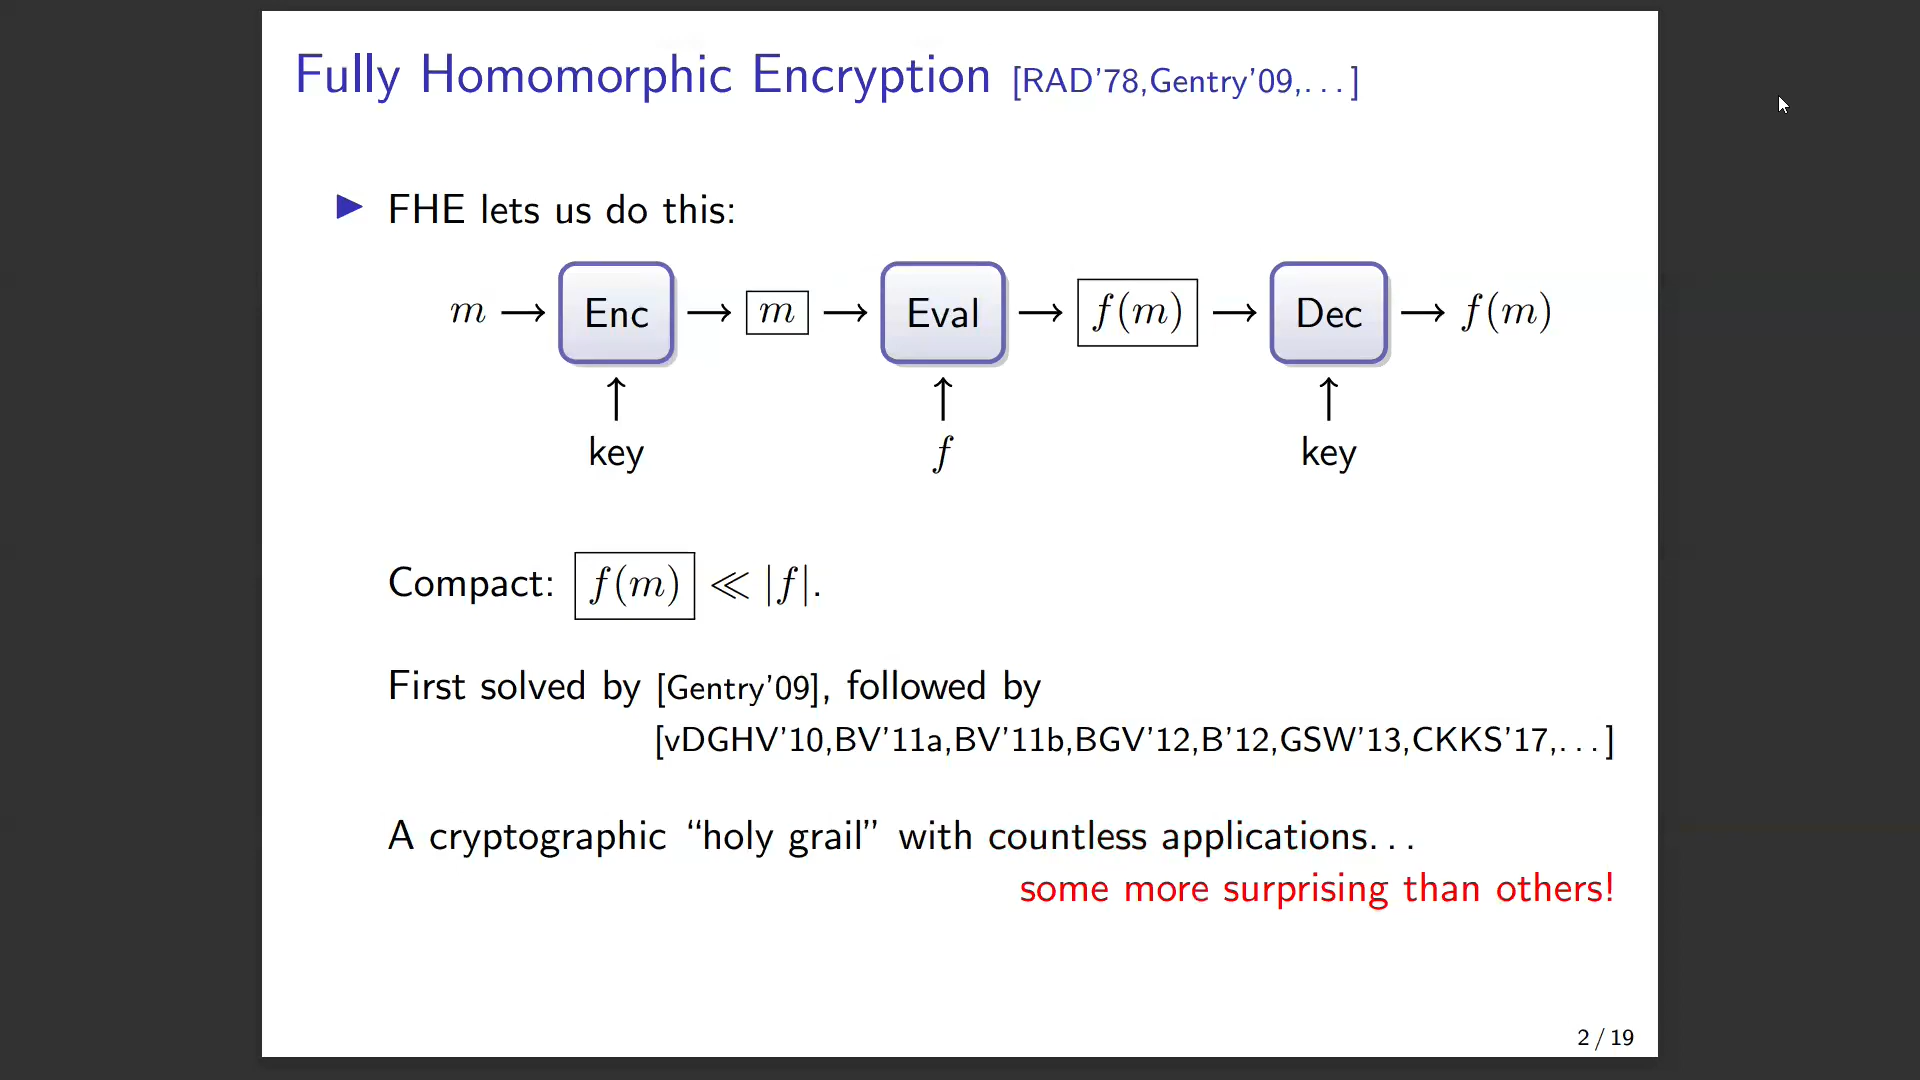 Fully Homomorphic Encryption [RAD'78,Gentry'09,...]
▶ FHE lets us do this:
m → Enc → m → Eval → f(m) → Dec → f(m)
↑ ↑ ↑
key f key
Compact: f(m) ≪ |f|.
First solved by [Gentry'09], followed by
[vDGHV'10,BV'11a,BV'11b,BGV'12,B'12,GSW'13,CKKS'17,...]
A cryptographic “holy grail” with countless applications...
some more surprising than others!
2 / 19